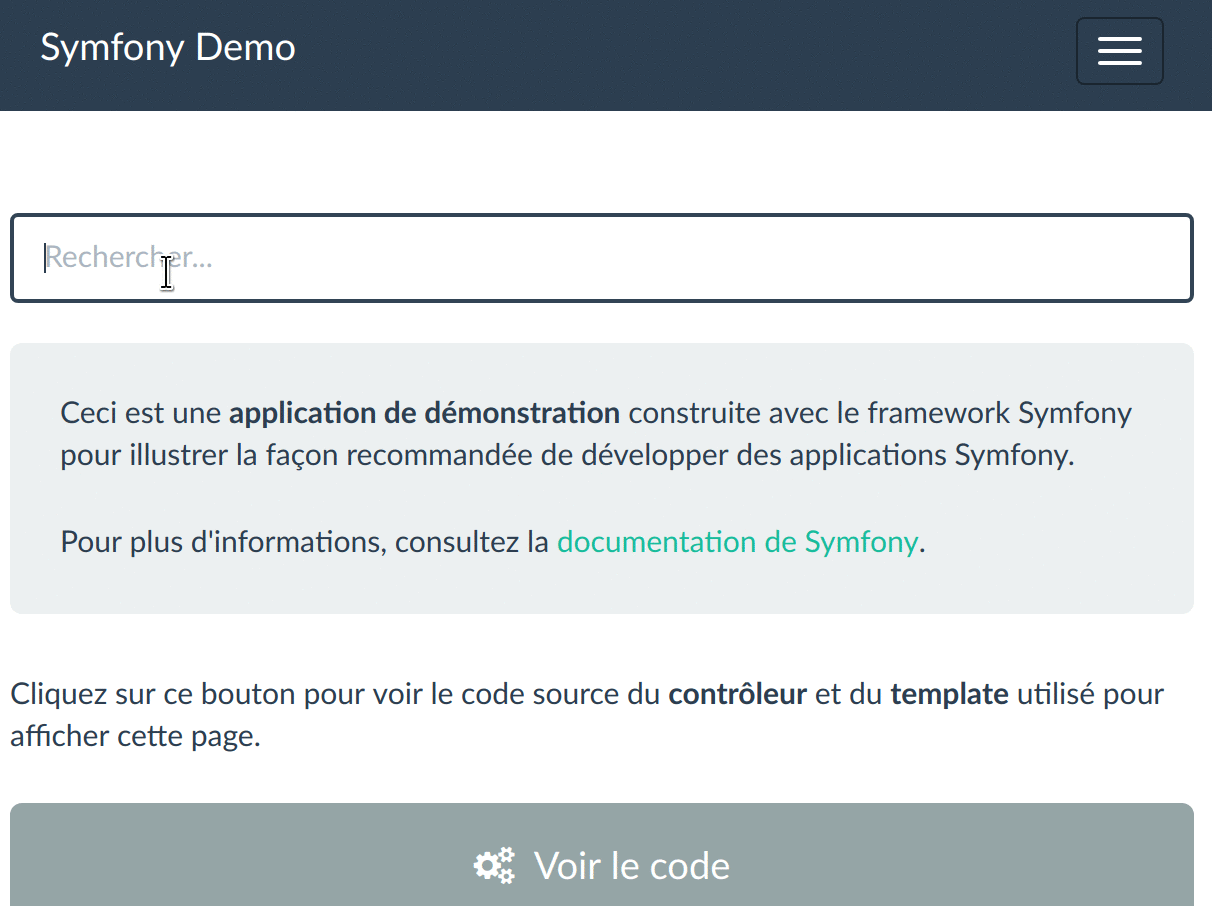 Symfony Demo
Rechercher...
Ceci est une application de démonstration construite avec le framework Symfony
pour illustrer la façon recommandée de développer des applications Symfony.
Pour plus d'informations, consultez la documentation de Symfony.
Cliquez sur ce bouton pour voir le code source du contrôleur et du template utilisé pour
afficher cette page.
Voir le code